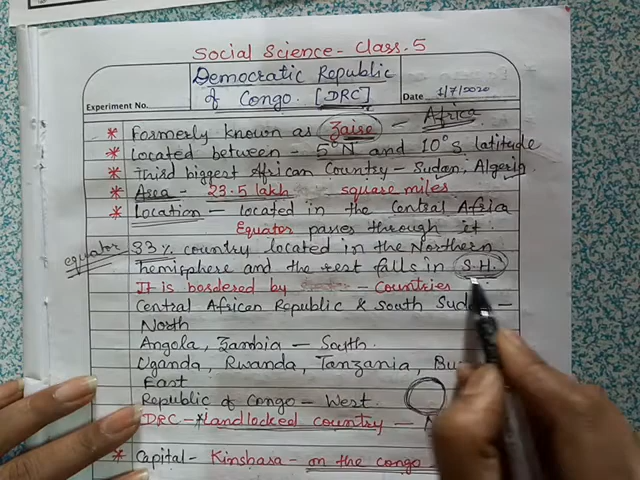 Social Science - Class. 5
Democratic Republic
of Congo. [DRC]
Experiment No.
Date 1/7/2020
* Formerly known as Zaise - Africa
* Located between - 5°N and 10°S latitude
* Third biggest African Country - Sudan, Algeria
* Area - 23.5 lakh square miles
* Location - located in the Central Africa
Equator passes through it.
equator
33% country located in the Northern
hemisphere and the rest falls in S.H.
It is bordered by - Countries
Central African Republic & South Sudan -
North
Angola, Zambia - South.
Uganda, Rwanda, Tanzania,
East
Republic of Congo - West.
DRC - * Landlocked country -
* Capital - Kinsbasa - on the congo